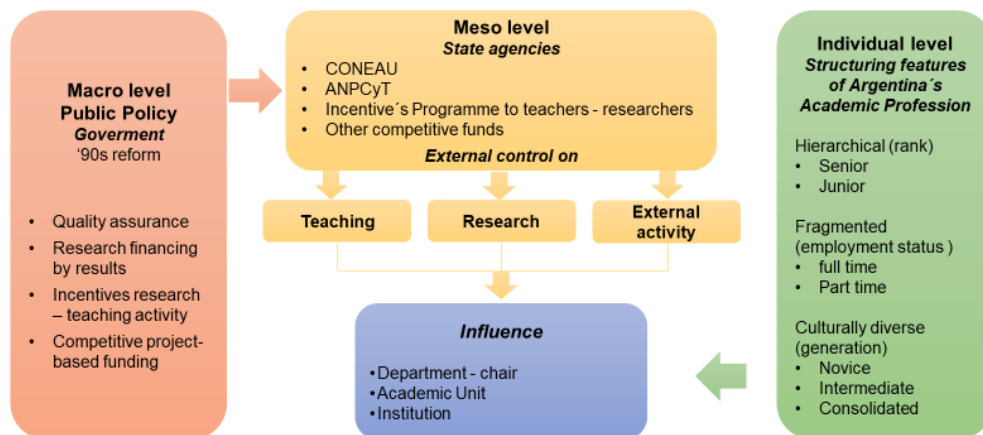 Macro level
Public Policy
Goverment
‘90s reform
• Quality assurance
• Research financing
by results
• Incentives research
– teaching activity
• Competitive project-
based funding
Meso level
State agencies
• CONEAU
• ANPCyT
• Incentive´s Programme to teachers - researchers
• Other competitive funds
External control on
Teaching
Research
External
activity
Influence
•Department - chair
•Academic Unit
•Institution
Individual level
Structuring features
of Argentina´s
Academic Profession
Hierarchical (rank)
• Senior
• Junior
Fragmented
(employment status )
• full time
• Part time
Culturally diverse
(generation)
• Novice
• Intermediate
• Consolidated